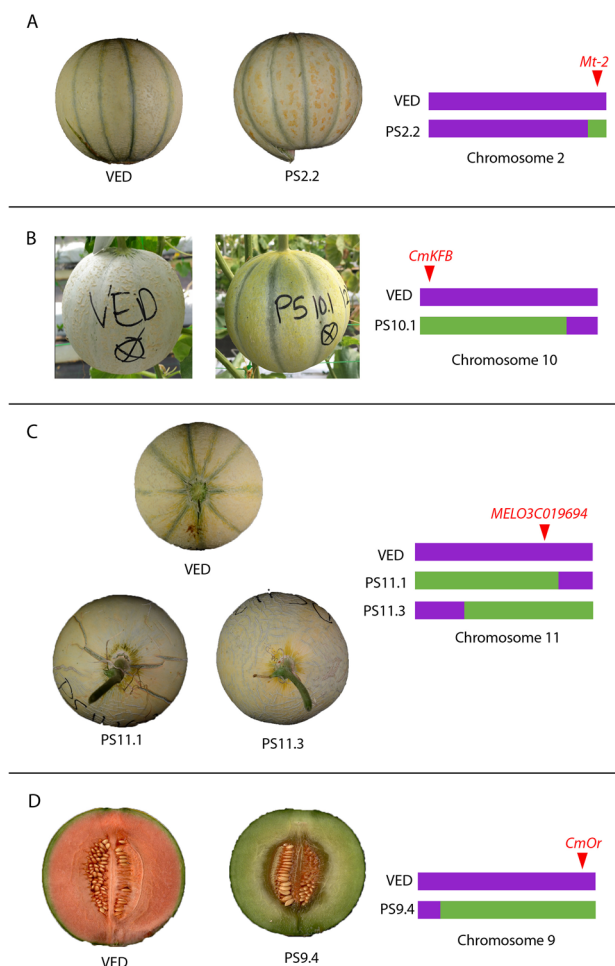 A
Mt-2
VED
PS2.2
Chromosome 2
VED
PS2.2
B
CmKFB
VED
PS10.1
Chromosome 10
VED
PS10.1
C
VED
MELO3C019694
VED
PS11.1
PS11.3
Chromosome 11
PS11.1
PS11.3
D
CmOr
VED
PS9.4
Chromosome 9
VED
PS9.4